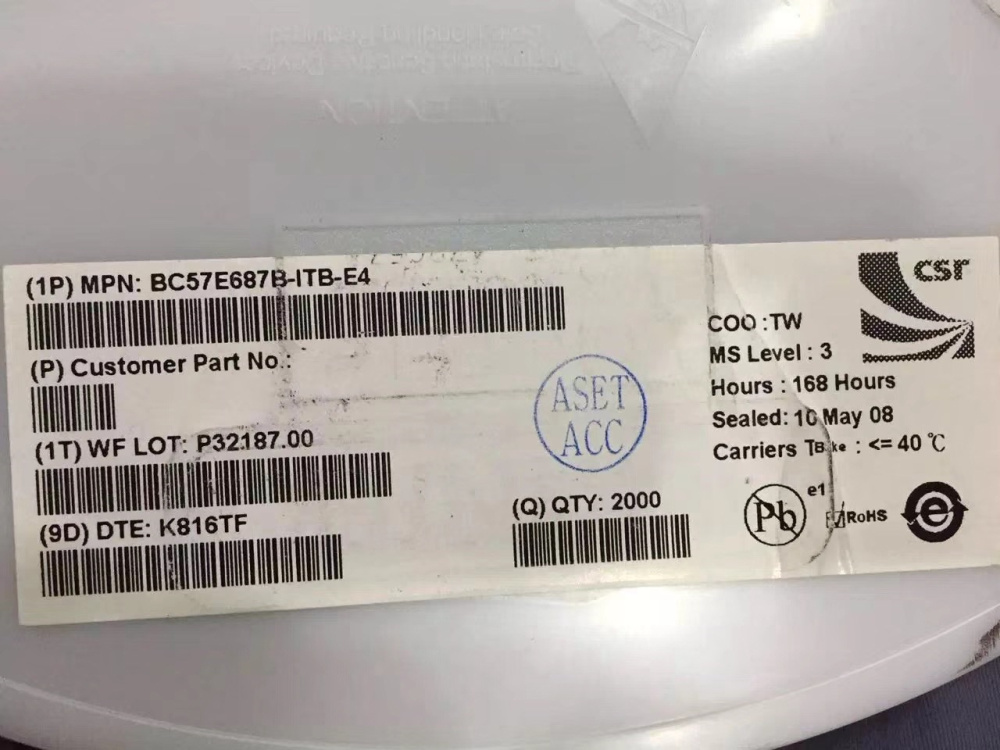 (1P) MPN: BC57E687B-ITB-E4
(P) Customer Part No.:
(1T) WF LOT: P32187.00
(9D) DTE: K816TF
ASET
ACC
(Q) QTY: 2000
csr
COO :TW
MS Level : 3
Hours : 168 Hours
Sealed: 10 May 08
Carriers : <= 40 ℃
Pb
e1
RoHS
e